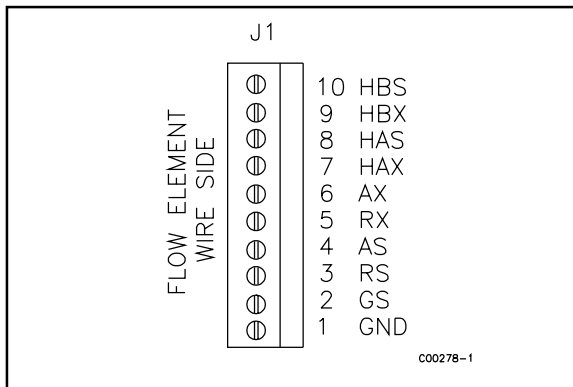 J1
FLOW ELEMENT
WIRE SIDE
10 HBS
9 HBX
8 HAS
7 HAX
6 AX
5 RX
4 AS
3 RS
2 GS
1 GND
C00278-1